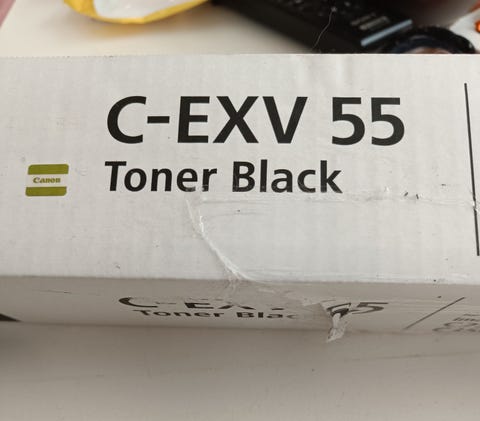 C-EXV 55
Toner Black
Canon
C-EXV 55
Toner Black